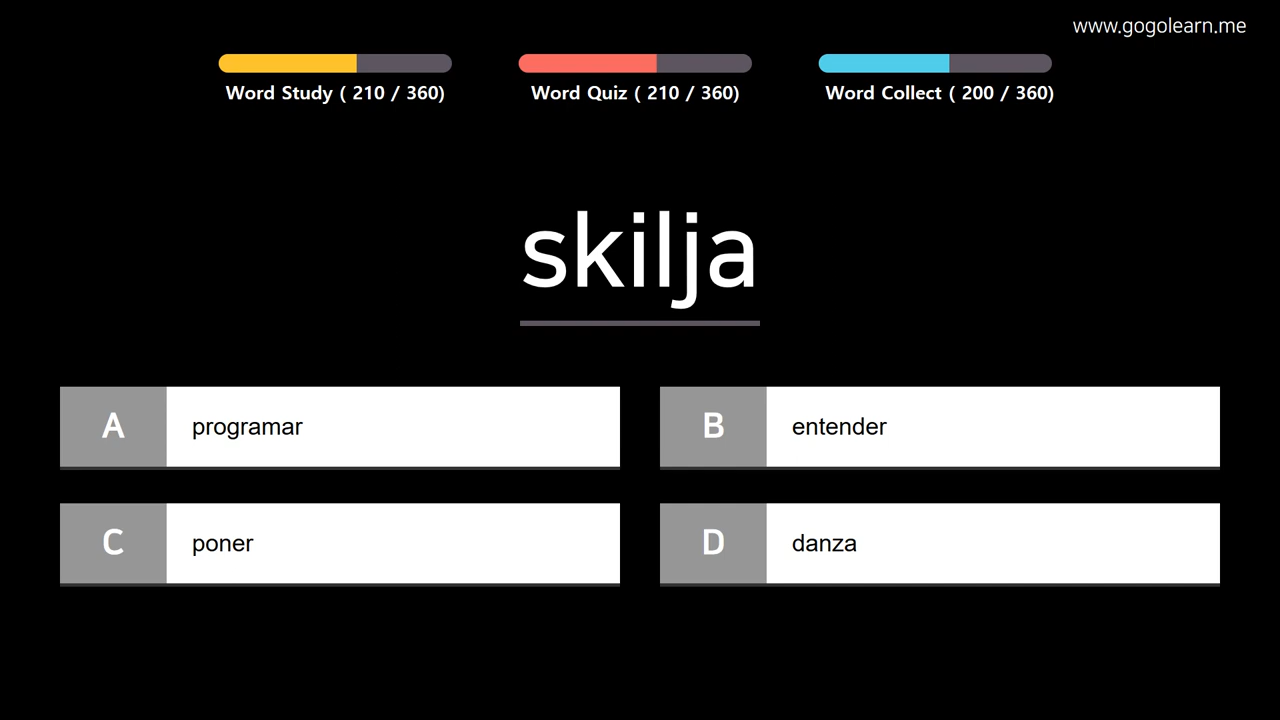 www.gogolearn.me
Word Study ( 210 / 360)
Word Quiz ( 210 / 360)
Word Collect ( 200 / 360)
skilja
A programar
B entender
C poner
D danza